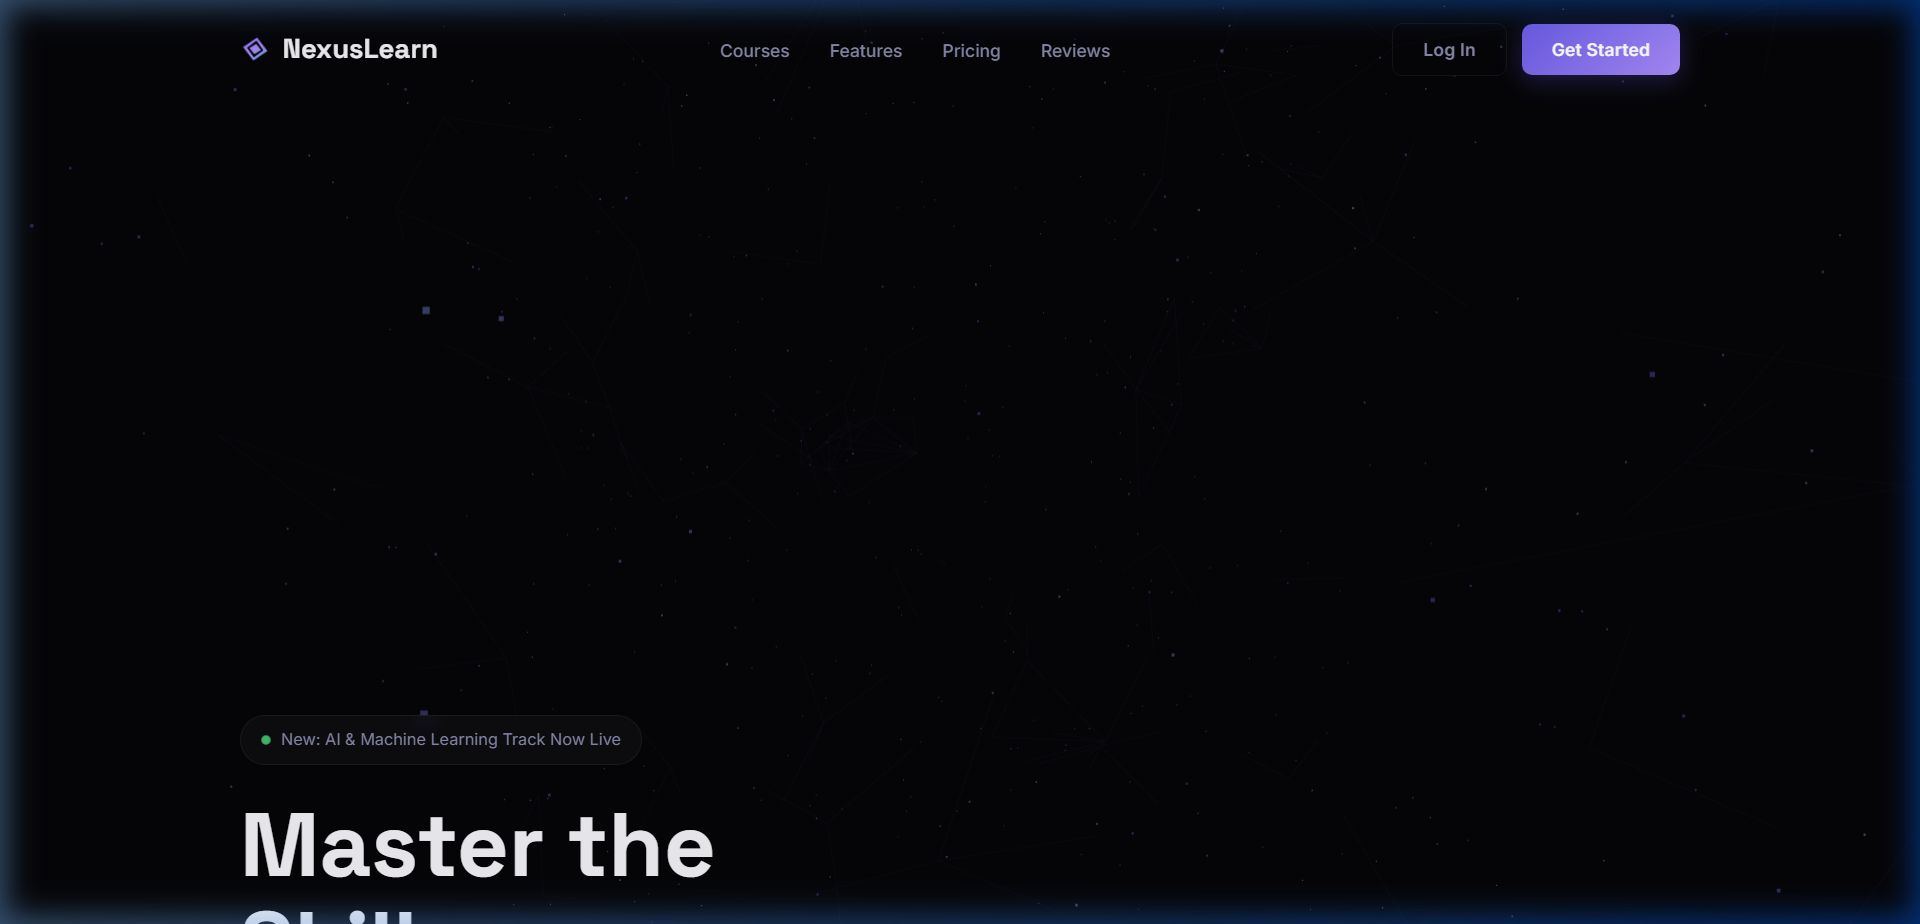 NexusLearn
Courses
Features
Pricing
Reviews
Log In
Get Started
New: AI & Machine Learning Track Now Live
Master the